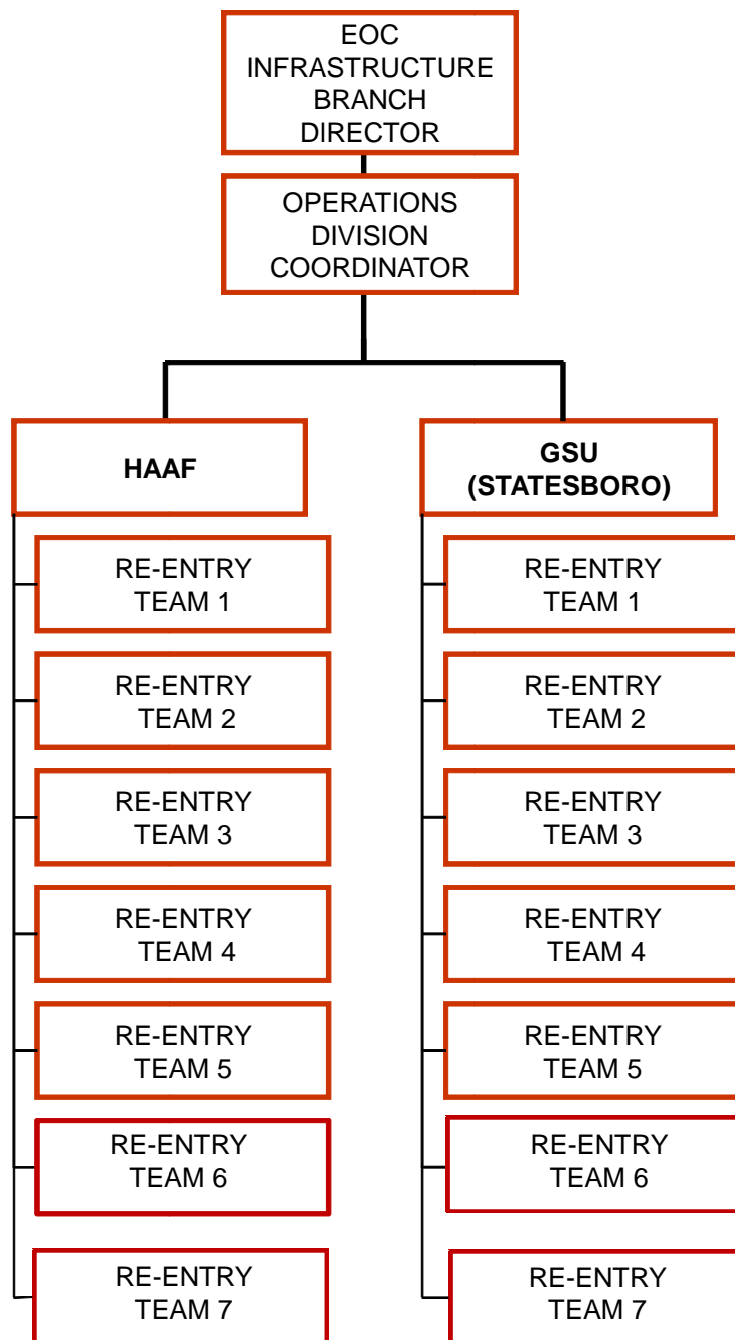 EOC
INFRASTRUCTURE
BRANCH
DIRECTOR
OPERATIONS
DIVISION
COORDINATOR
HAAF
RE-ENTRY
TEAM 1
RE-ENTRY
TEAM 2
RE-ENTRY
TEAM 3
RE-ENTRY
TEAM 4
RE-ENTRY
TEAM 5
RE-ENTRY
TEAM 6
RE-ENTRY
TEAM 7
GSU
(STATESBORO)
RE-ENTRY
TEAM 1
RE-ENTRY
TEAM 2
RE-ENTRY
TEAM 3
RE-ENTRY
TEAM 4
RE-ENTRY
TEAM 5
RE-ENTRY
TEAM 6
RE-ENTRY
TEAM 7